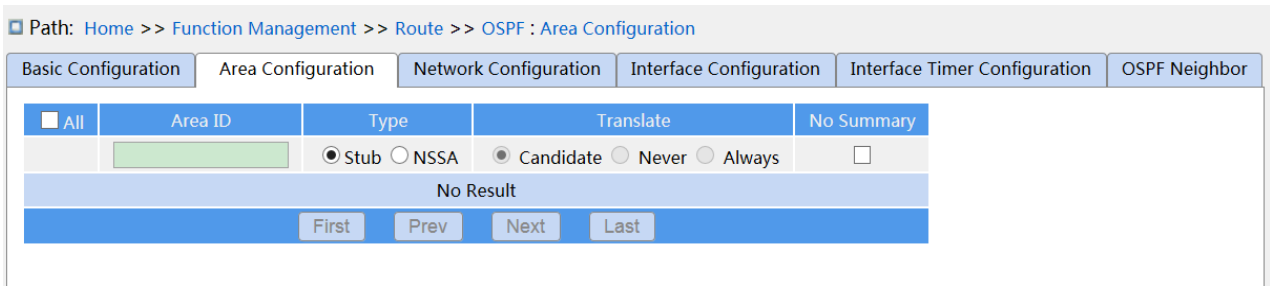 Path: Home >> Function Management >> Route >> OSPF : Area Configuration
Basic Configuration Area Configuration Network Configuration Interface Configuration Interface Timer Configuration OSPF Neighbor
All Area ID Type Translate No Summary
Stub NSSA Candidate Never Always
No Result
First Prev Next Last